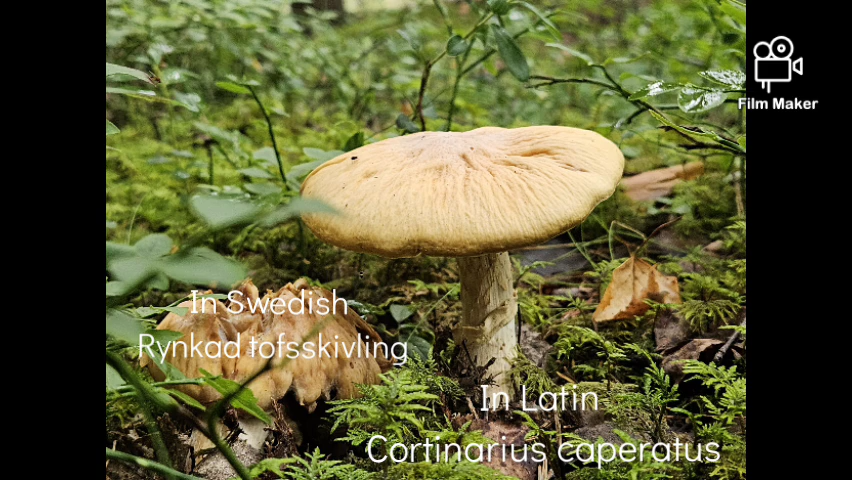 Film Maker
In Swedish
Rynkad tofsskivling
In Latin
Cortinarius caperatus